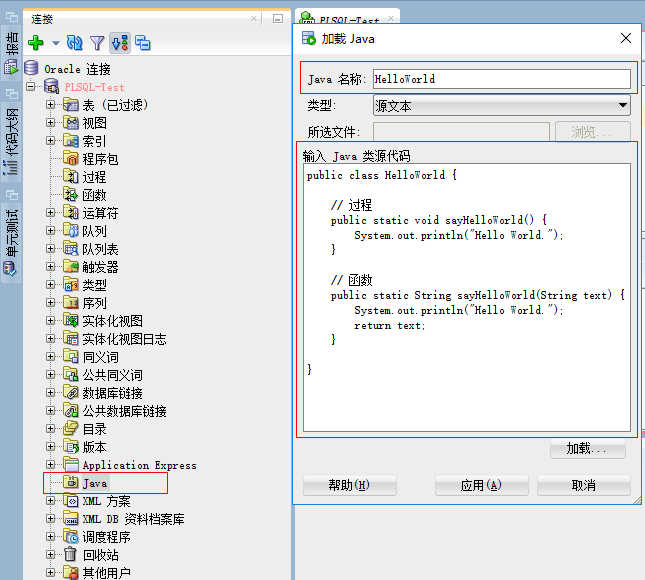 连接
报告
代码大纲
单元测试
Oracle 连接
PLSQL-Test
表 (已过滤)
视图
索引
程序包
过程
函数
运算符
队列
队列表
触发器
类型
序列
实体化视图
实体化视图日志
同义词
公共同义词
数据库链接
公共数据库链接
目录
版本
Application Express
Java
XML 方案
XML DB 资料档案库
调度程序
回收站
其他用户
PLSQL-Test
加载 Java
Java 名称: HelloWorld
类型: 源文本
所选文件: 浏览...
输入 Java 类源代码
public class HelloWorld {
// 过程
public static void sayHelloWorld() {
System.out.println("Hello World.");
}
// 函数
public static String sayHelloWorld(String text) {
System.out.println("Hello World.");
return text;
}
}
加载...
帮助(H) 应用(A) 取消